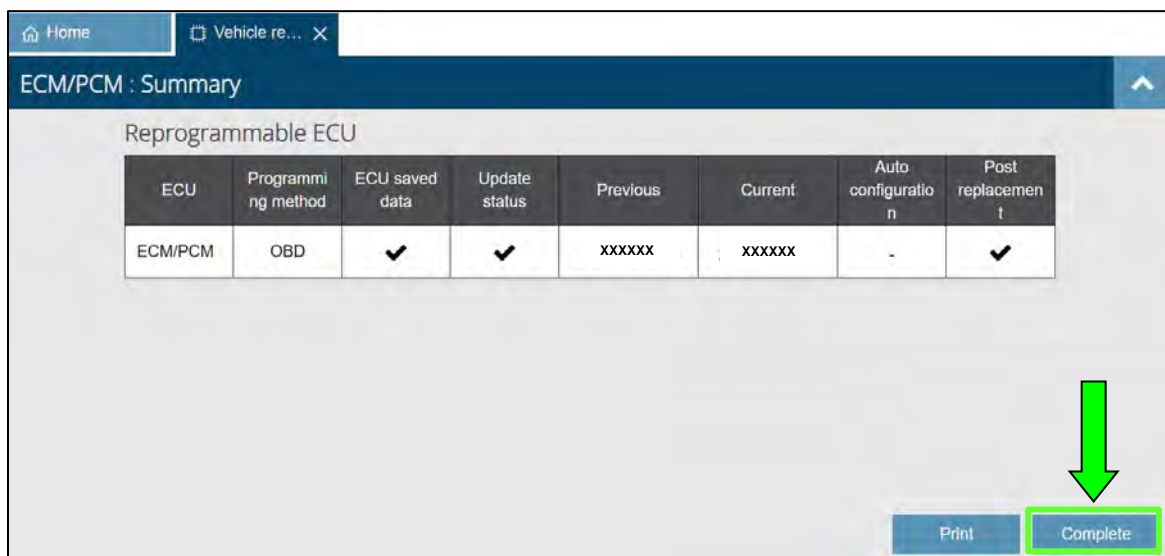 Home
Vehicle re...
ECM/PCM : Summary
Reprogrammable ECU
ECU
Programmi
ng method
ECU saved
data
Update
status
Previous
Current
Auto
configuratio
n
Post
replacemen
t
ECM/PCM
OBD
XXXXXX
XXXXXX
-
Print
Complete